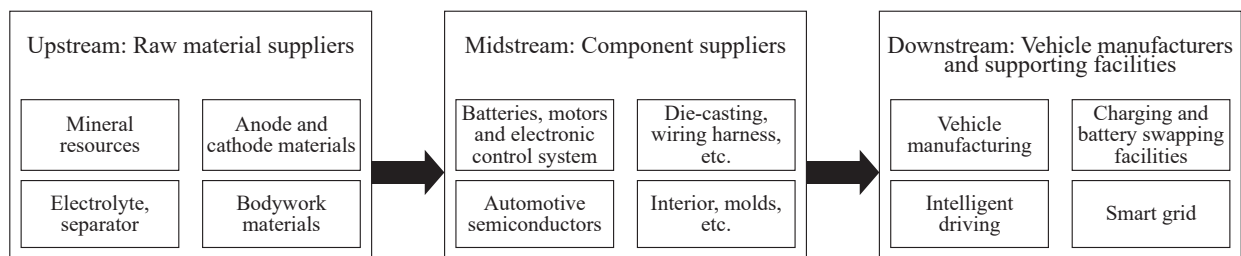 Upstream: Raw material suppliers
Mineral
resources
Anode and
cathode materials
Electrolyte,
separator
Bodywork
materials
Midstream: Component suppliers
Batteries, motors
and electronic
control system
Die-casting,
wiring harness,
etc.
Automotive
semiconductors
Interior, molds,
etc.
Downstream: Vehicle manufacturers
and supporting facilities
Vehicle
manufacturing
Charging and
battery swapping
facilities
Intelligent
driving
Smart grid